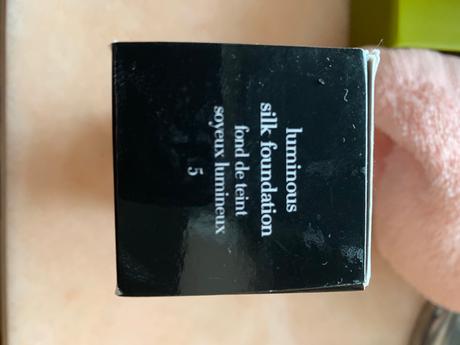 luminous
silk foundation
fond de teint
soyeux lumineux
5